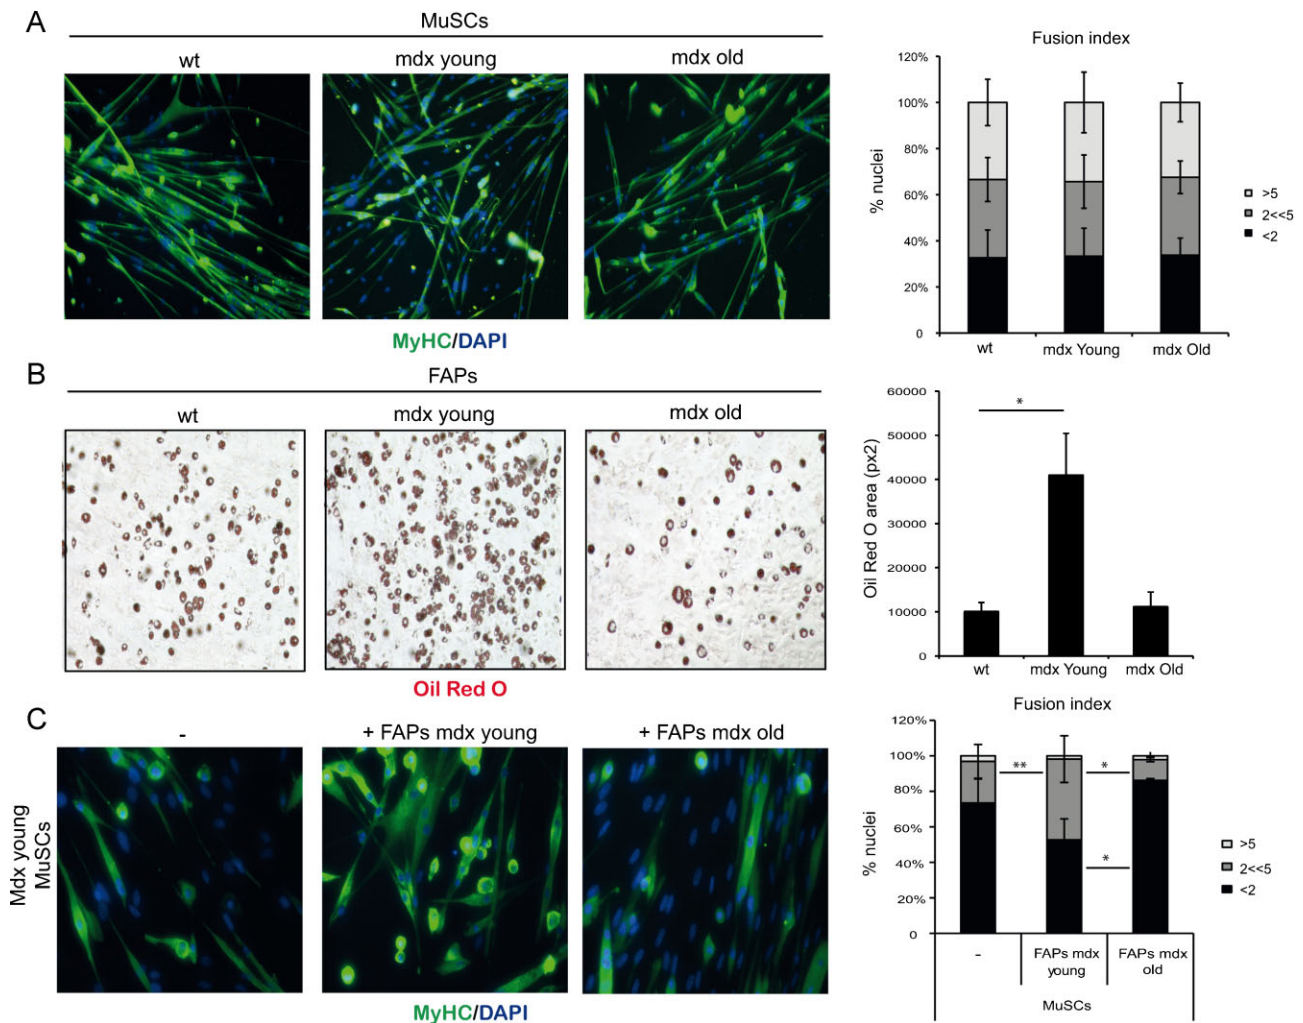 A
MuSCs
wt
mdx young
mdx old
MyHC/DAPI
Fusion index
120%
100%
80%
60%
40%
20%
0
% nuclei
wt
mdx Young
mdx Old
>5
2<<5
<2
B
FAPs
wt
mdx young
mdx old
Oil Red O
60000
50000
40000
30000
20000
10000
0
Oil Red O area (px2)
*
wt
mdx Young
mdx Old
C
-
+ FAPs mdx young
+ FAPs mdx old
Mdx young
MuSCs
MyHC/DAPI
Fusion index
120%
100%
80%
60%
40%
20%
0
% nuclei
**
*
*
>5
2<<5
<2
-
FAPs mdx
young
FAPs mdx
old
MuSCs